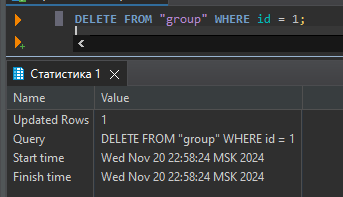 DELETE FROM "group" WHERE id = 1;
Статистика 1
Name Value
Updated Rows 1
Query DELETE FROM "group" WHERE id = 1
Start time Wed Nov 20 22:58:24 MSK 2024
Finish time Wed Nov 20 22:58:24 MSK 2024